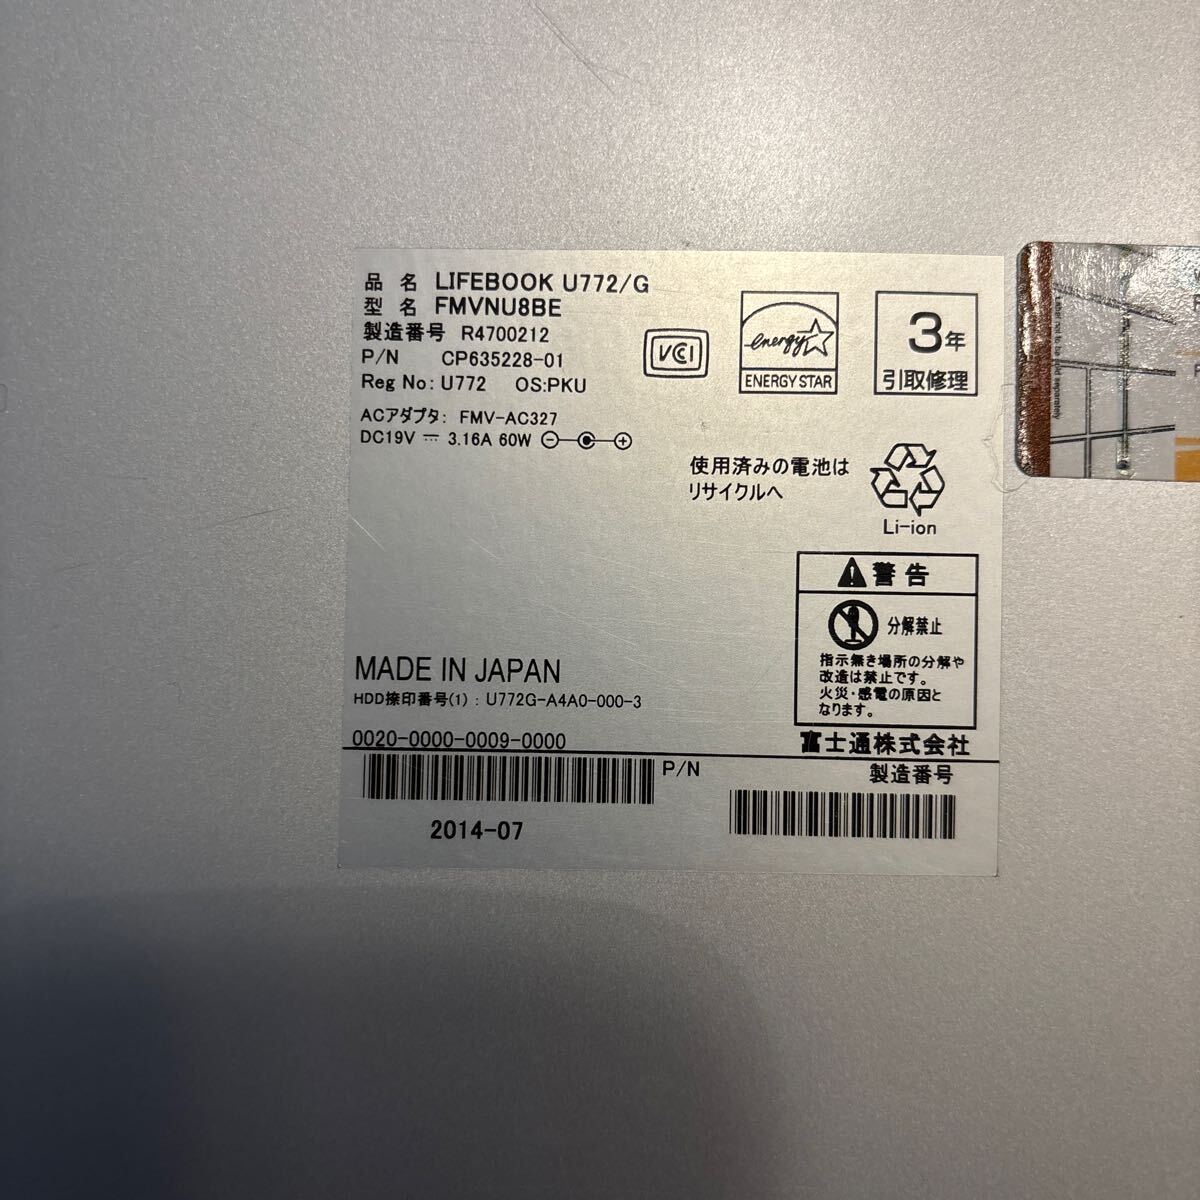 品 名 LIFEBOOK U772/G
型 名 FMVNU8BE
製造番号 R4700212
P/N CP635228-01
Reg No: U772 OS:PKU
ACアダプタ: FMV-AC327
DC19V ⎓ 3.16A 60W
VCCI
energy
ENERGY STAR
3年
引取修理
使用済みの電池は
リサイクルへ
Li-ion
警告
分解禁止
指示無き場所の分解や
改造は禁止です。
火災・感電の原因と
なります。
MADE IN JAPAN
HDD捺印番号(1) : U772G-A4A0-000-3
0020-0000-0009-0000
富士通株式会社
P/N
製造番号
2014-07